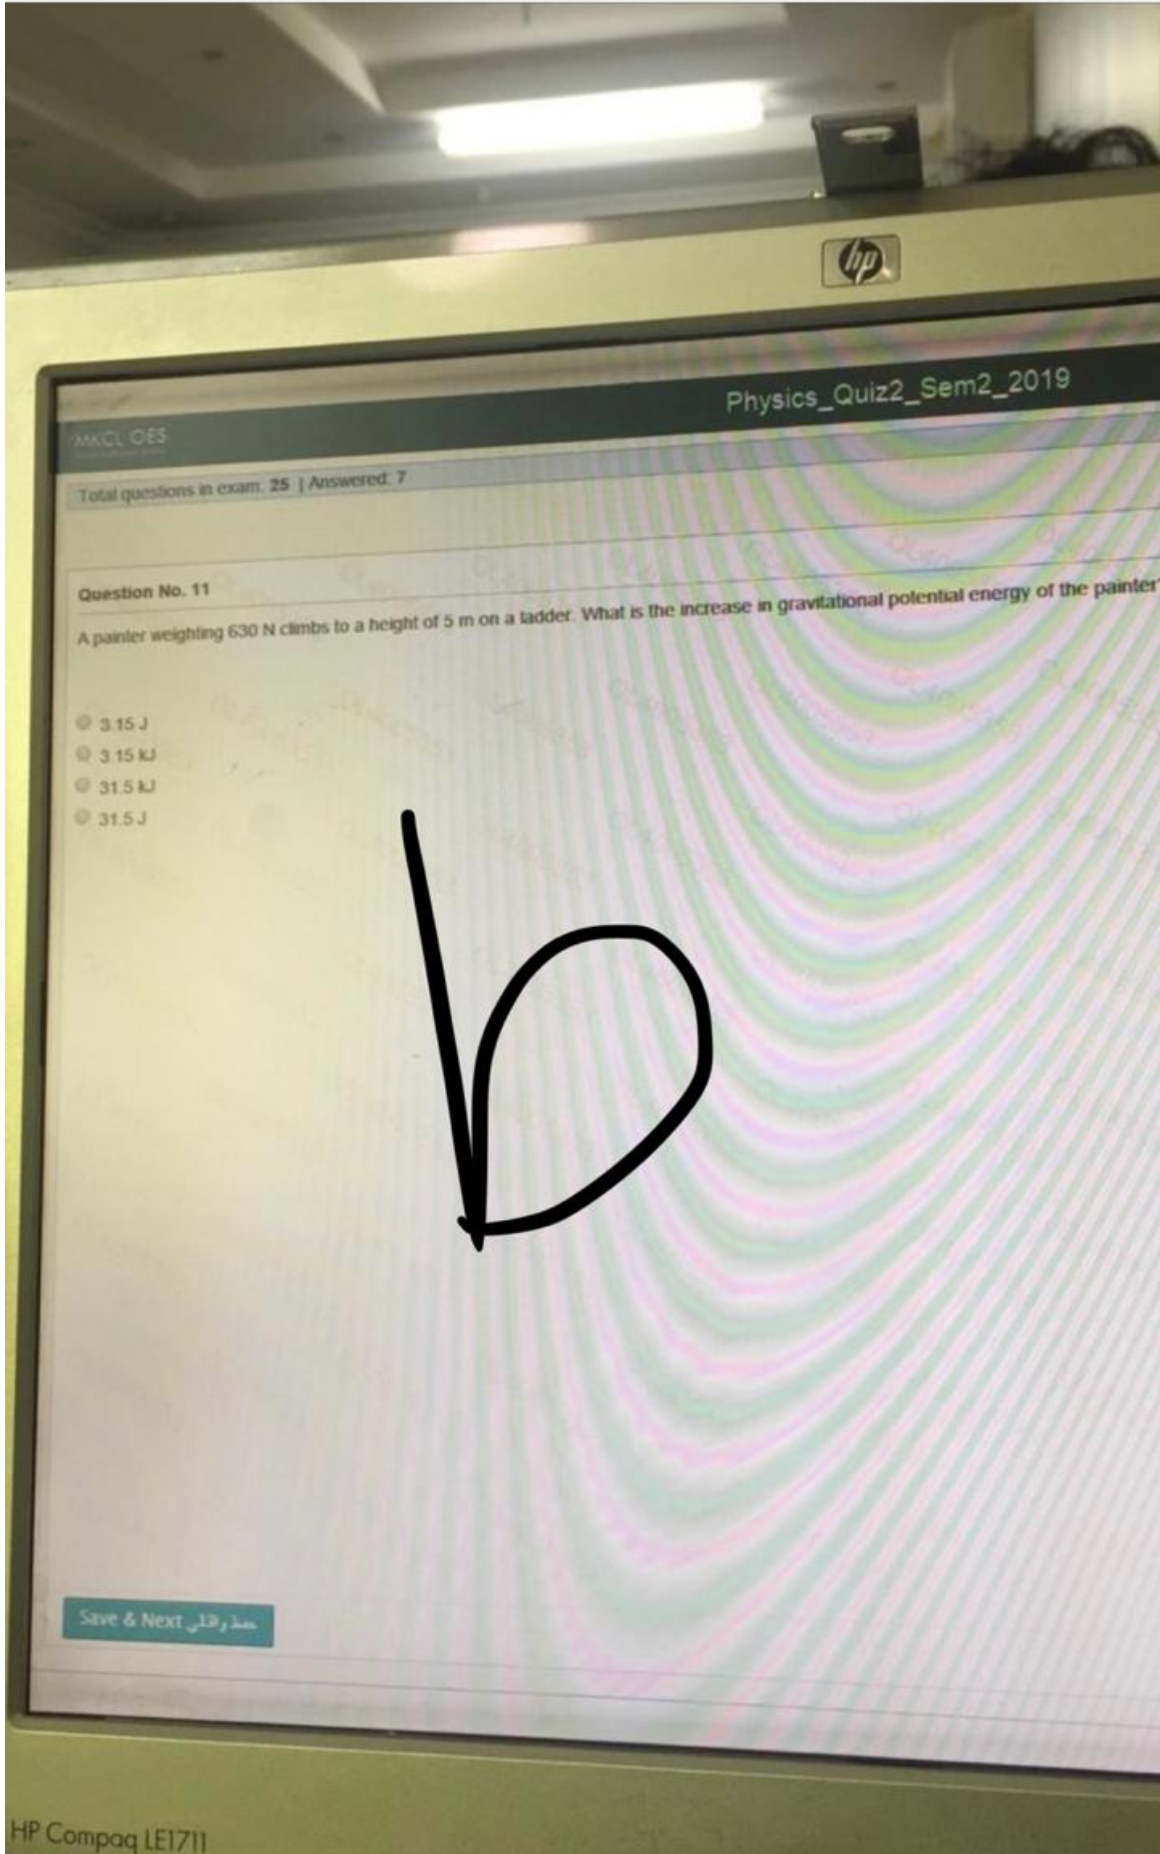 hp
Physics_Quiz2_Sem2_2019
MKCL OES
Total questions in exam: 25 | Answered: 7
Question No. 11
A painter weighting 630 N climbs to a height of 5 m on a ladder. What is the increase in gravitational potential energy of the painter
3.15 J
3.15 kJ
31.5 kJ
31.5 J
b
Save & Next
HP Compaq LE1711